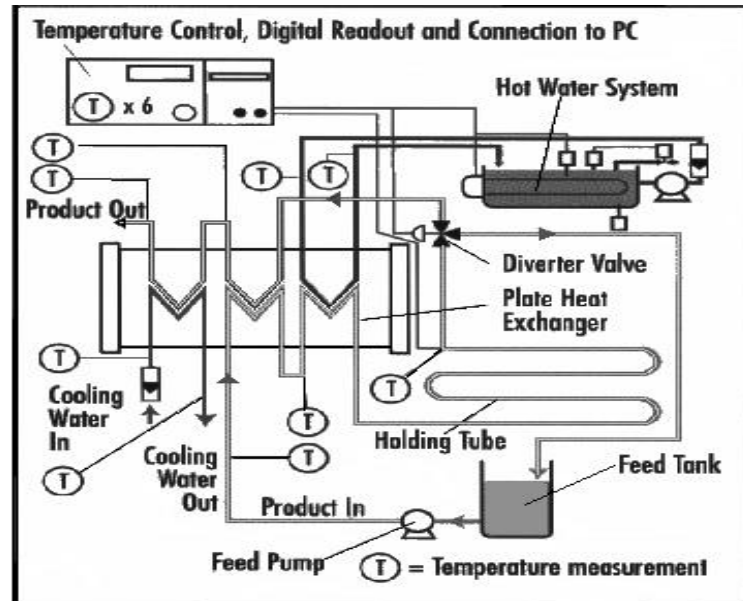 Temperature Control, Digital Readout and Connection to PC
T x 6
Hot Water System
T
T
T
T
Product Out
Diverter Valve
Plate Heat
Exchanger
T
T
T
Cooling
Water
In
Holding Tube
T
Cooling
Water
Out
T
Feed Tank
Product In
Feed Pump
T = Temperature measurement